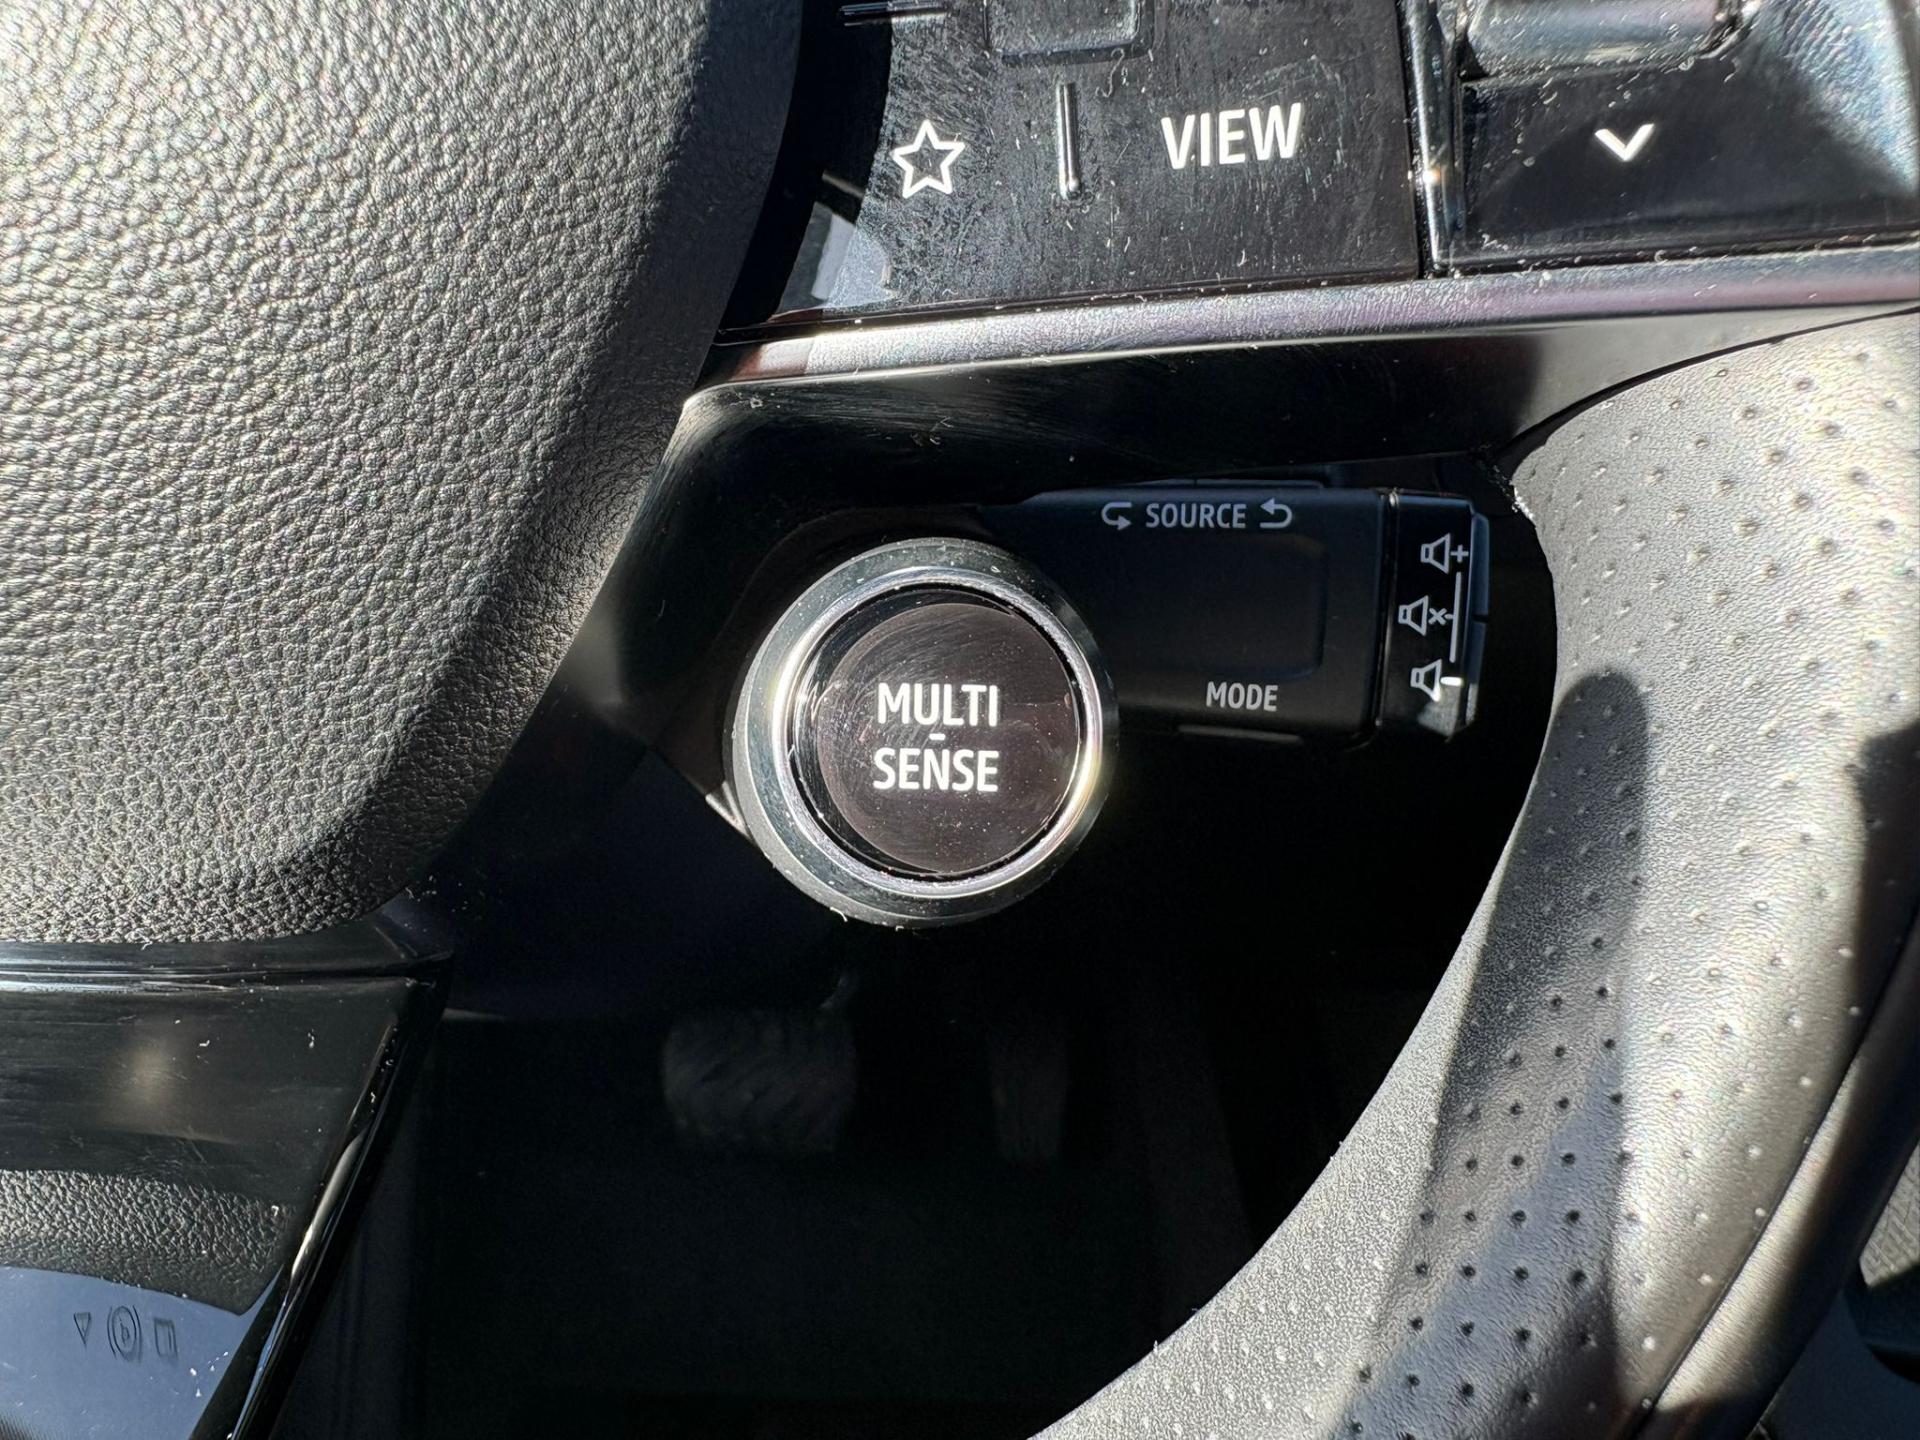 VIEW
SOURCE
MODE
MULTI
-
SENSE